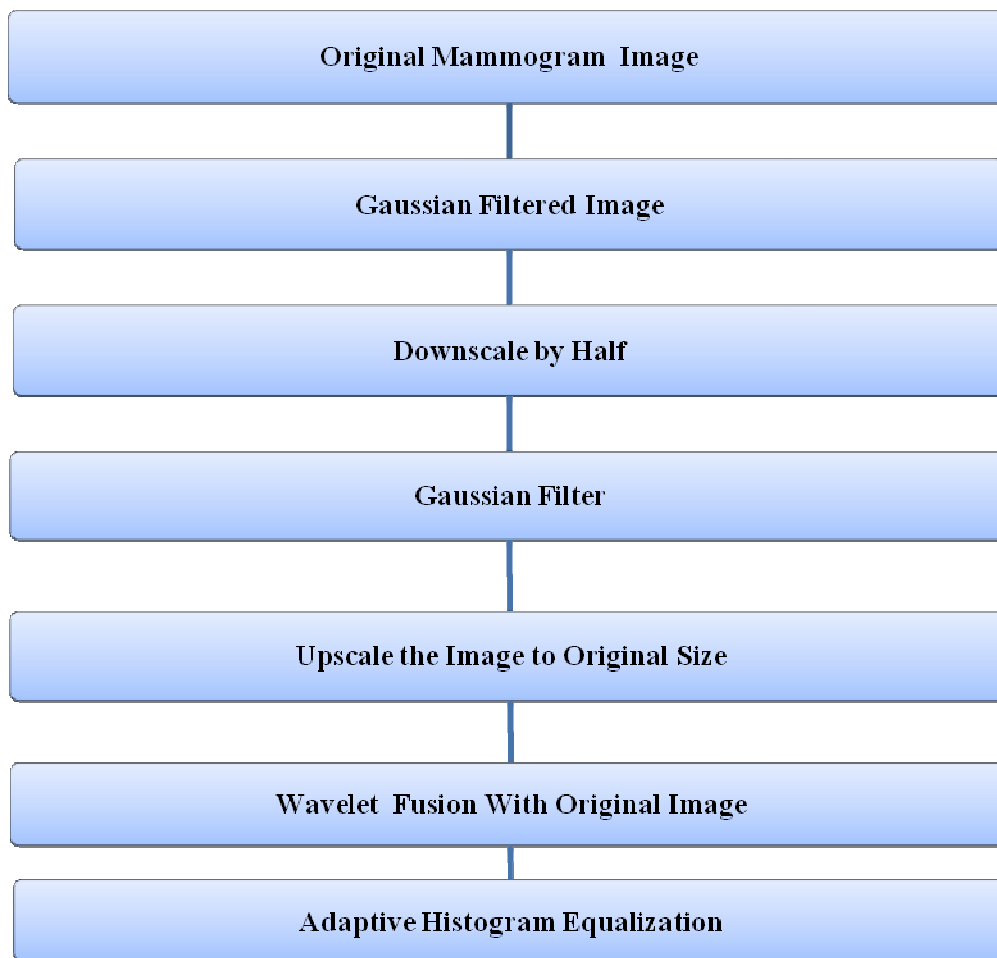 Original Mammogram Image
Gaussian Filtered Image
Downscale by Half
Gaussian Filter
Upscale the Image to Original Size
Wavelet Fusion With Original Image
Adaptive Histogram Equalization